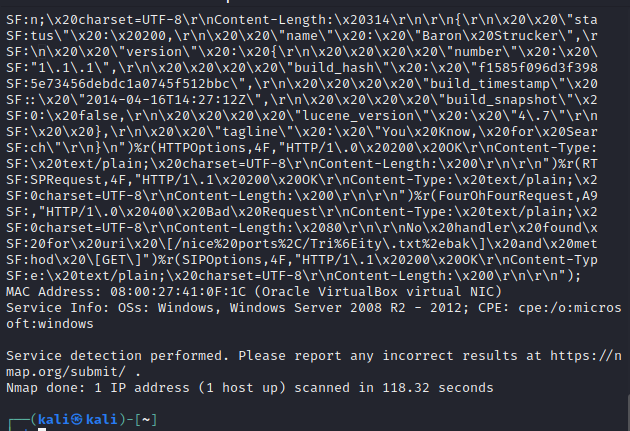 SF:n;\x20charset=UTF-8\r\nContent-Length:\x20314\r\n\r\n{\r\n\x20\x20\"sta
SF:tus\"\x20:\x20200,\r\n\x20\x20\"name\"\x20:\x20\"Baron\x20Strucker\",\r
SF:\n\x20\x20\"version\"\x20:\x20{\r\n\x20\x20\x20\x20\"number\"\x20:\x20\
SF:"1\.1\.1\",\r\n\x20\x20\x20\x20\"build_hash\"\x20:\x20\"f1585f096d3f398
SF:5e73456debdc1a0745f512bbc\",\r\n\x20\x20\x20\x20\"build_timestamp\"\x20
SF::\x20\"2014-04-16T14:27:12Z\",\r\n\x20\x20\x20\x20\"build_snapshot\"\x2
SF:0:\x20false,\r\n\x20\x20\x20\x20\"lucene_version\"\x20:\x20\"4\.7\"\r\n
SF:\x20\x20},\r\n\x20\x20\"tagline\"\x20:\x20\"You\x20Know,\x20for\x20Sear
SF:ch\"\r\n}\n")%r(HTTPOptions,4F,"HTTP/1\.0\x20200\x20OK\r\nContent-Type:
SF:\x20text/plain;\x20charset=UTF-8\r\nContent-Length:\x200\r\n\r\n")%r(RT
SF:SPRequest,4F,"HTTP/1\.1\x20200\x20OK\r\nContent-Type:\x20text/plain;\x2
SF:0charset=UTF-8\r\nContent-Length:\x200\r\n\r\n")%r(FourOhFourRequest,A9
SF:,"HTTP/1\.0\x20400\x20Bad\x20Request\r\nContent-Type:\x20text/plain;\x2
SF:0charset=UTF-8\r\nContent-Length:\x2080\r\n\r\nNo\x20handler\x20found\x
SF:20for\x20uri\x20\[/nice%20ports%2C/Tri%6Eity\.txt%2ebak\]\x20and\x20met
SF:hod\x20\[GET\]")%r(SIPOptions,4F,"HTTP/1\.1\x20200\x20OK\r\nContent-Typ
SF:e:\x20text/plain;\x20charset=UTF-8\r\nContent-Length:\x200\r\n\r\n");
MAC Address: 08:00:27:41:0F:1C (Oracle VirtualBox virtual NIC)
Service Info: OSs: Windows, Windows Server 2008 R2 - 2012; CPE: cpe:/o:micros
oft:windows
Service detection performed. Please report any incorrect results at https://n
map.org/submit/ .
Nmap done: 1 IP address (1 host up) scanned in 118.32 seconds
┌──(kali㉿kali)-[~]